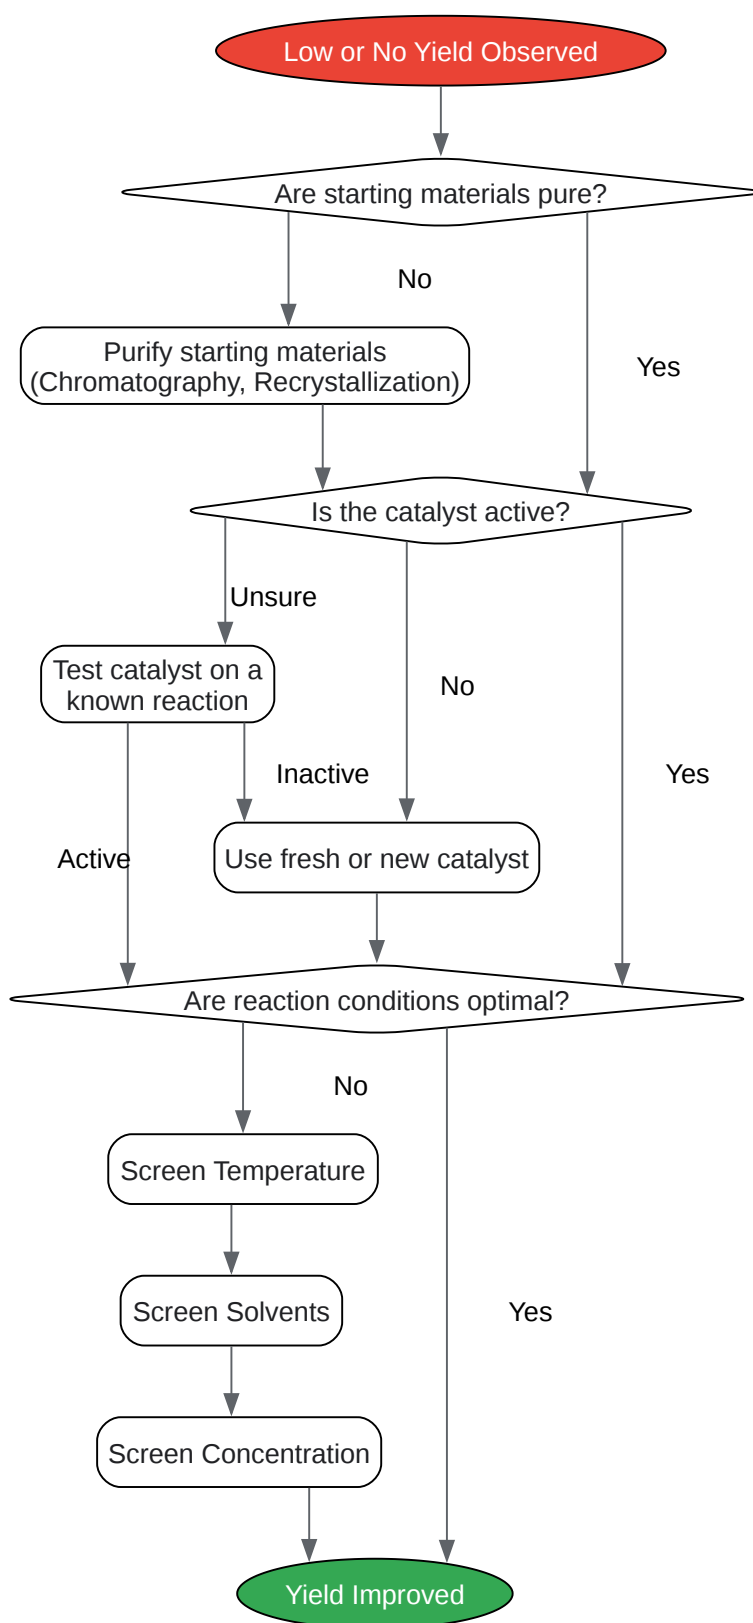 Low or No Yield Observed
Are starting materials pure?
No
Purify starting materials
(Chromatography, Recrystallization)
Yes
Is the catalyst active?
Unsure
Test catalyst on a
known reaction
No
Inactive
Yes
Active
Use fresh or new catalyst
Are reaction conditions optimal?
No
Screen Temperature
Screen Solvents
Yes
Screen Concentration
Yield Improved